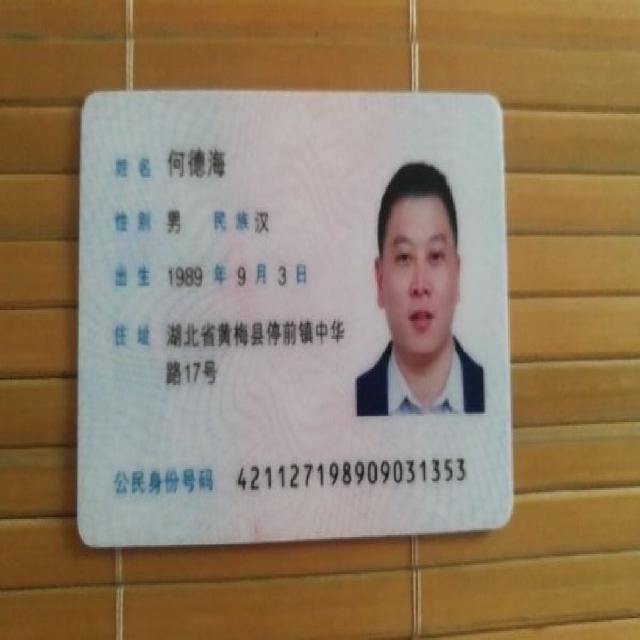 姓名 何德海
性别 男 民族 汉
出生 1989 年 9 月 3 日
住址 湖北省黄梅县停前镇中华
路17号
公民身份号码 421127198909031353